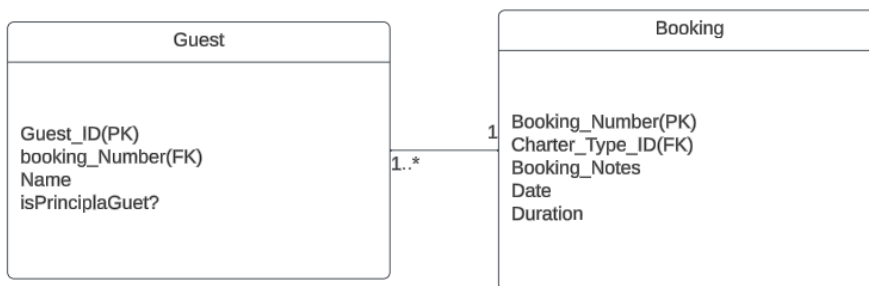 Guest
Guest_ID(PK)
booking_Number(FK)
Name
isPrinciplaGuet?
1..*
1
Booking
Booking_Number(PK)
Charter_Type_ID(FK)
Booking_Notes
Date
Duration